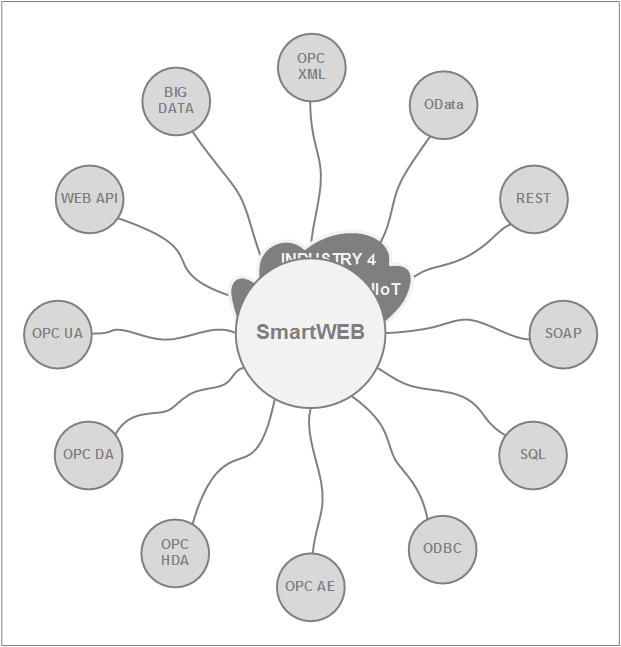 OPC
XML
BIG
DATA
OData
WEB API
REST
INDUSTRY 4
IIoT
SmartWEB
OPC UA
SOAP
OPC DA
SQL
OPC
HDA
ODBC
OPC AE